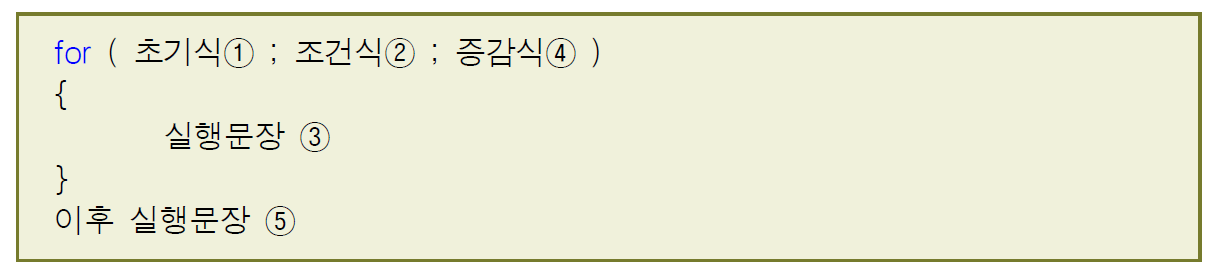 for ( 초기식① ; 조건식② ; 증감식④ )
{
실행문장 ③
}
이후 실행문장 ⑤